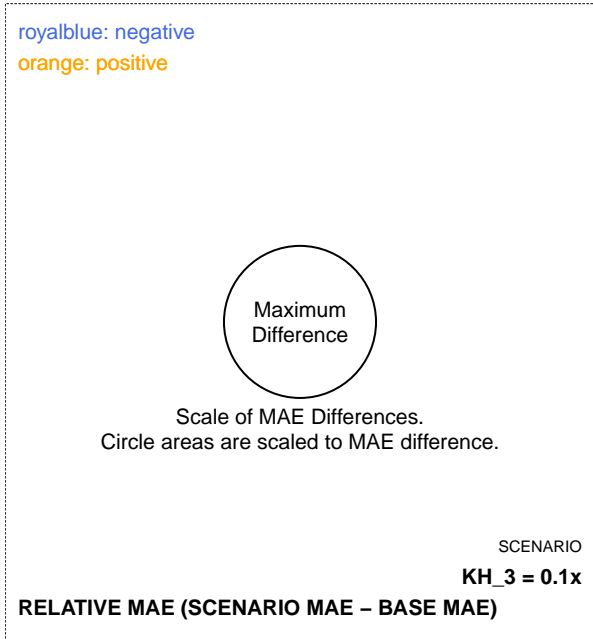 royalblue: negative
orange: positive
Maximum
Difference
Scale of MAE Differences.
Circle areas are scaled to MAE difference.
SCENARIO
KH_3 = 0.1x
RELATIVE MAE (SCENARIO MAE – BASE MAE)